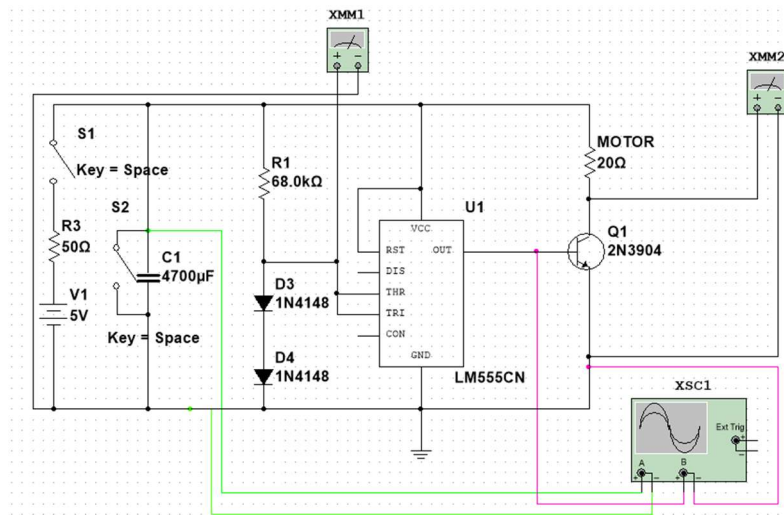 XMM1
XMM2
S1
Key = Space
R1
68.0kΩ
MOTOR
20Ω
S2
U1
R3
50Ω
C1
4700µF
VCC
RST
OUT
DIS
THR
TRI
CON
GND
Q1
2N3904
V1
5V
D3
1N4148
Key = Space
D4
1N4148
LM555CN
XSC1
Ext Trig
+
−
A
B
+
−
+
−